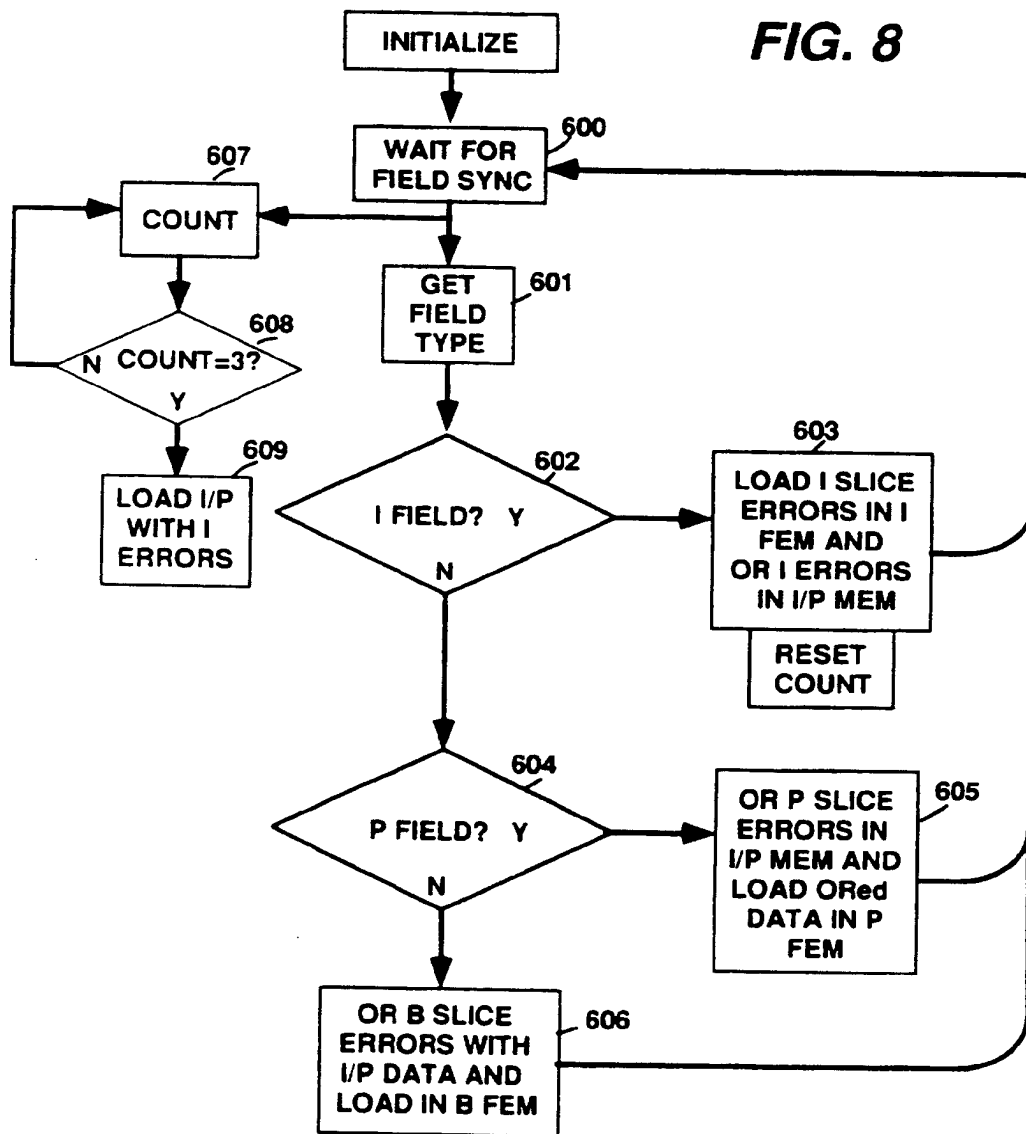 FIG. 8
INITIALIZE
600
WAIT FOR
FIELD SYNC
607
COUNT
GET
FIELD
TYPE
601
608
N COUNT=3?
Y
609
LOAD I/P
WITH I
ERRORS
602
I FIELD? Y
N
603
LOAD I SLICE
ERRORS IN I
FEM AND
OR I ERRORS
IN I/P MEM
RESET
COUNT
604
P FIELD? Y
N
605
OR P SLICE
ERRORS IN
I/P MEM AND
LOAD ORed
DATA IN P
FEM
OR B SLICE
ERRORS WITH
I/P DATA AND
LOAD IN B FEM
606